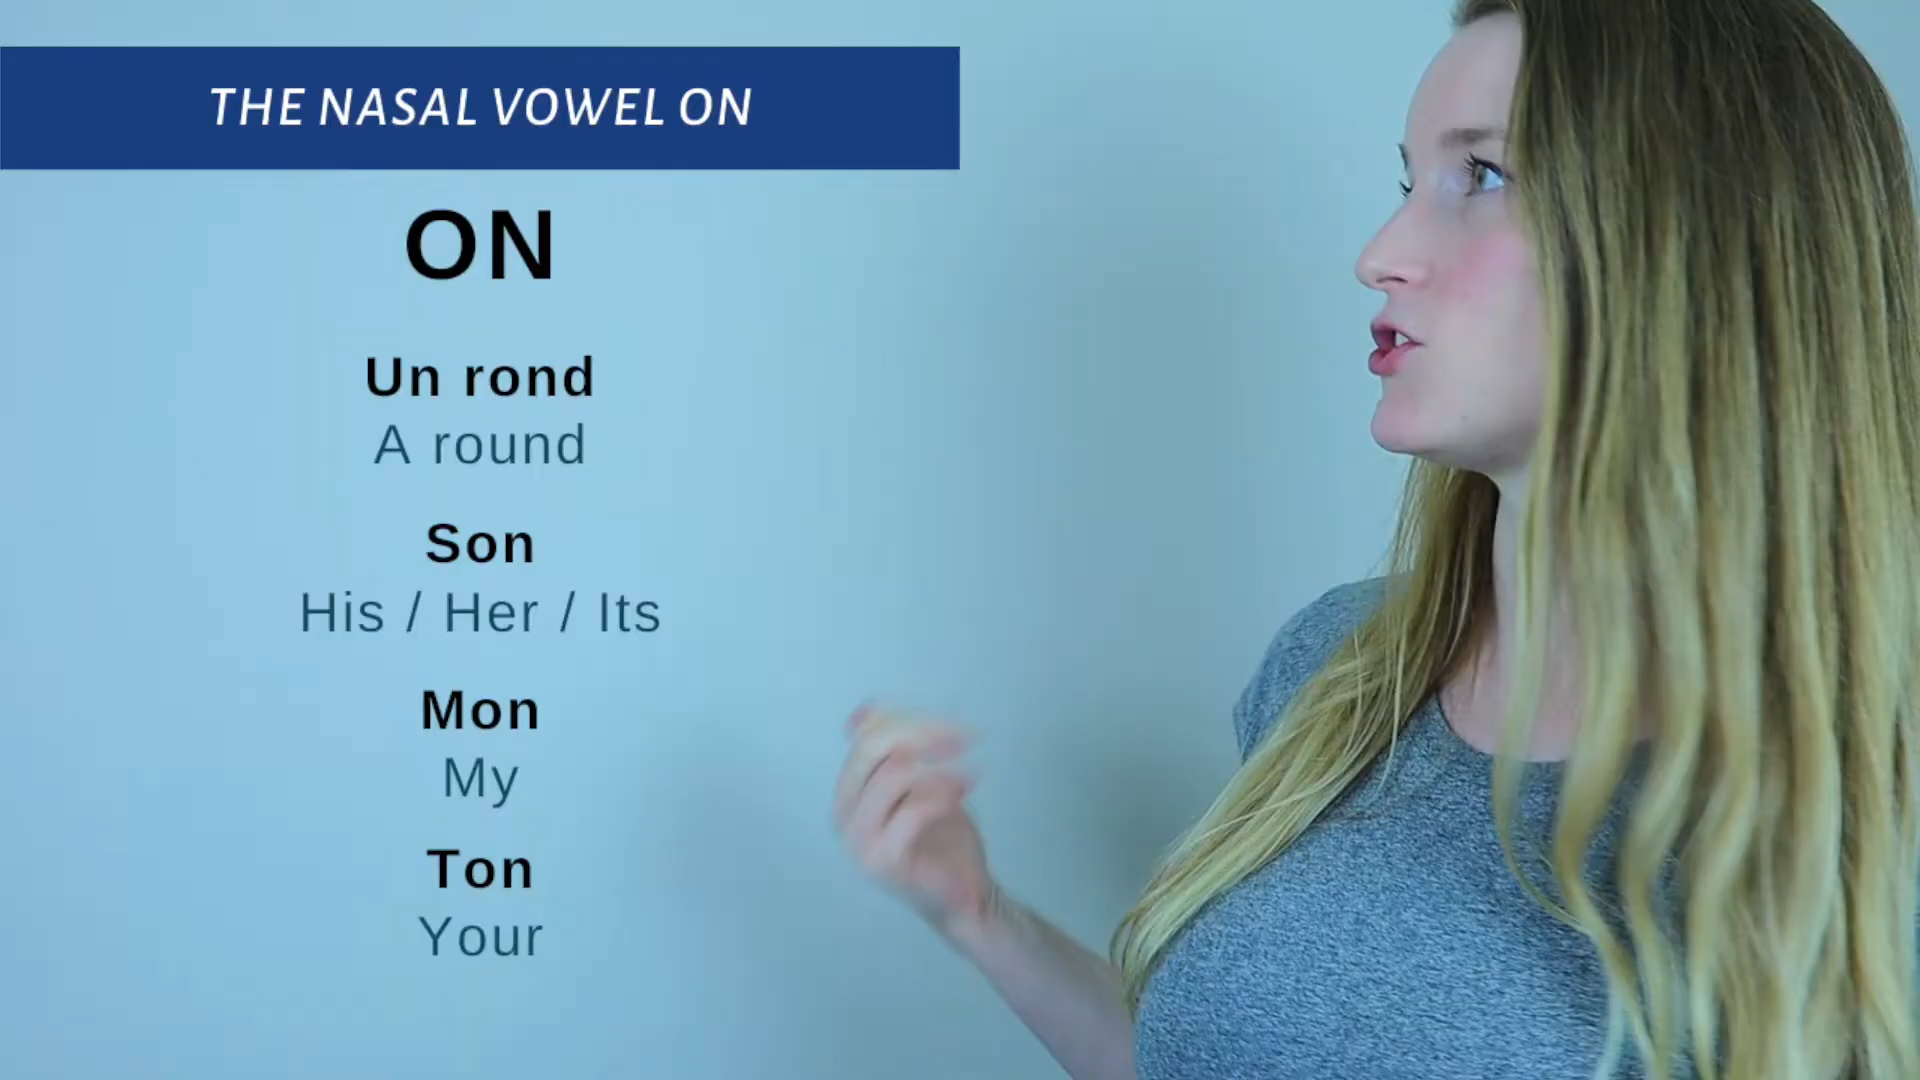 THE NASAL VOWEL ON
ON
Un rond
A round
Son
His / Her / Its
Mon
My
Ton
Your